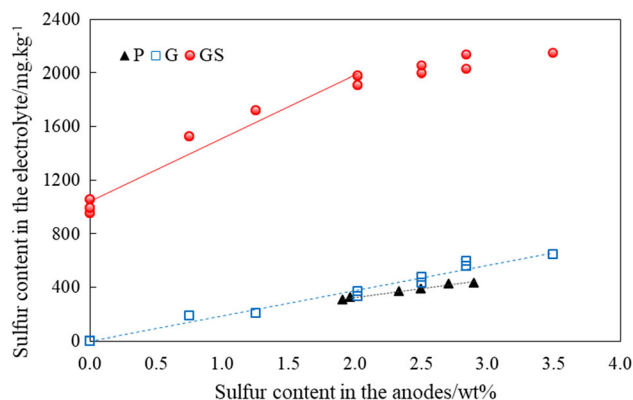 Sulfur content in the electrolyte/mg.kg⁻¹
2400
2000
1600
1200
800
400
0
P G GS
0.0 0.5 1.0 1.5 2.0 2.5 3.0 3.5 4.0
Sulfur content in the anodes/wt%